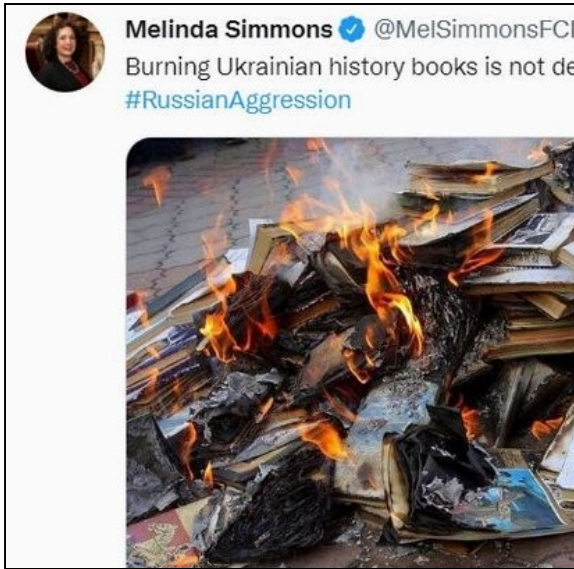 Melinda Simmons @MelSimmonsFC
Burning Ukrainian history books is not de
#RussianAggression